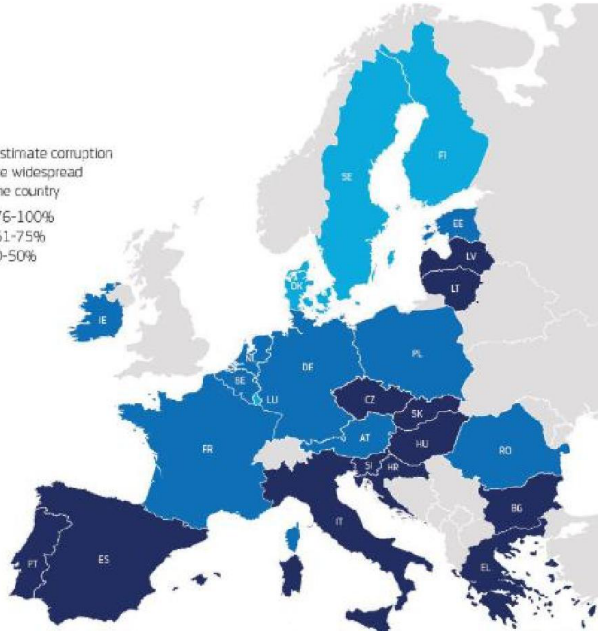 stimate corruption
e widespread
ne country
76-100%
51-75%
0-50%
FI
SE
EE
LV
DK
LT
IE
NL
PL
DE
BE
LU
CZ
SK
AT
HU
FR
RO
SI
HR
BG
IT
ES
PT
EL